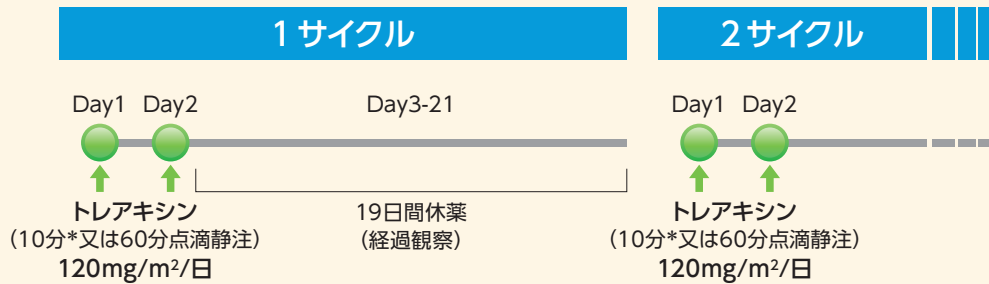 1サイクル
2サイクル
Day1 Day2 Day3-21
Day1 Day2
トレアキシン
(10分*又は60分点滴静注)
120mg/m²/日
19日間休薬
(経過観察)
トレアキシン
(10分*又は60分点滴静注)
120mg/m²/日